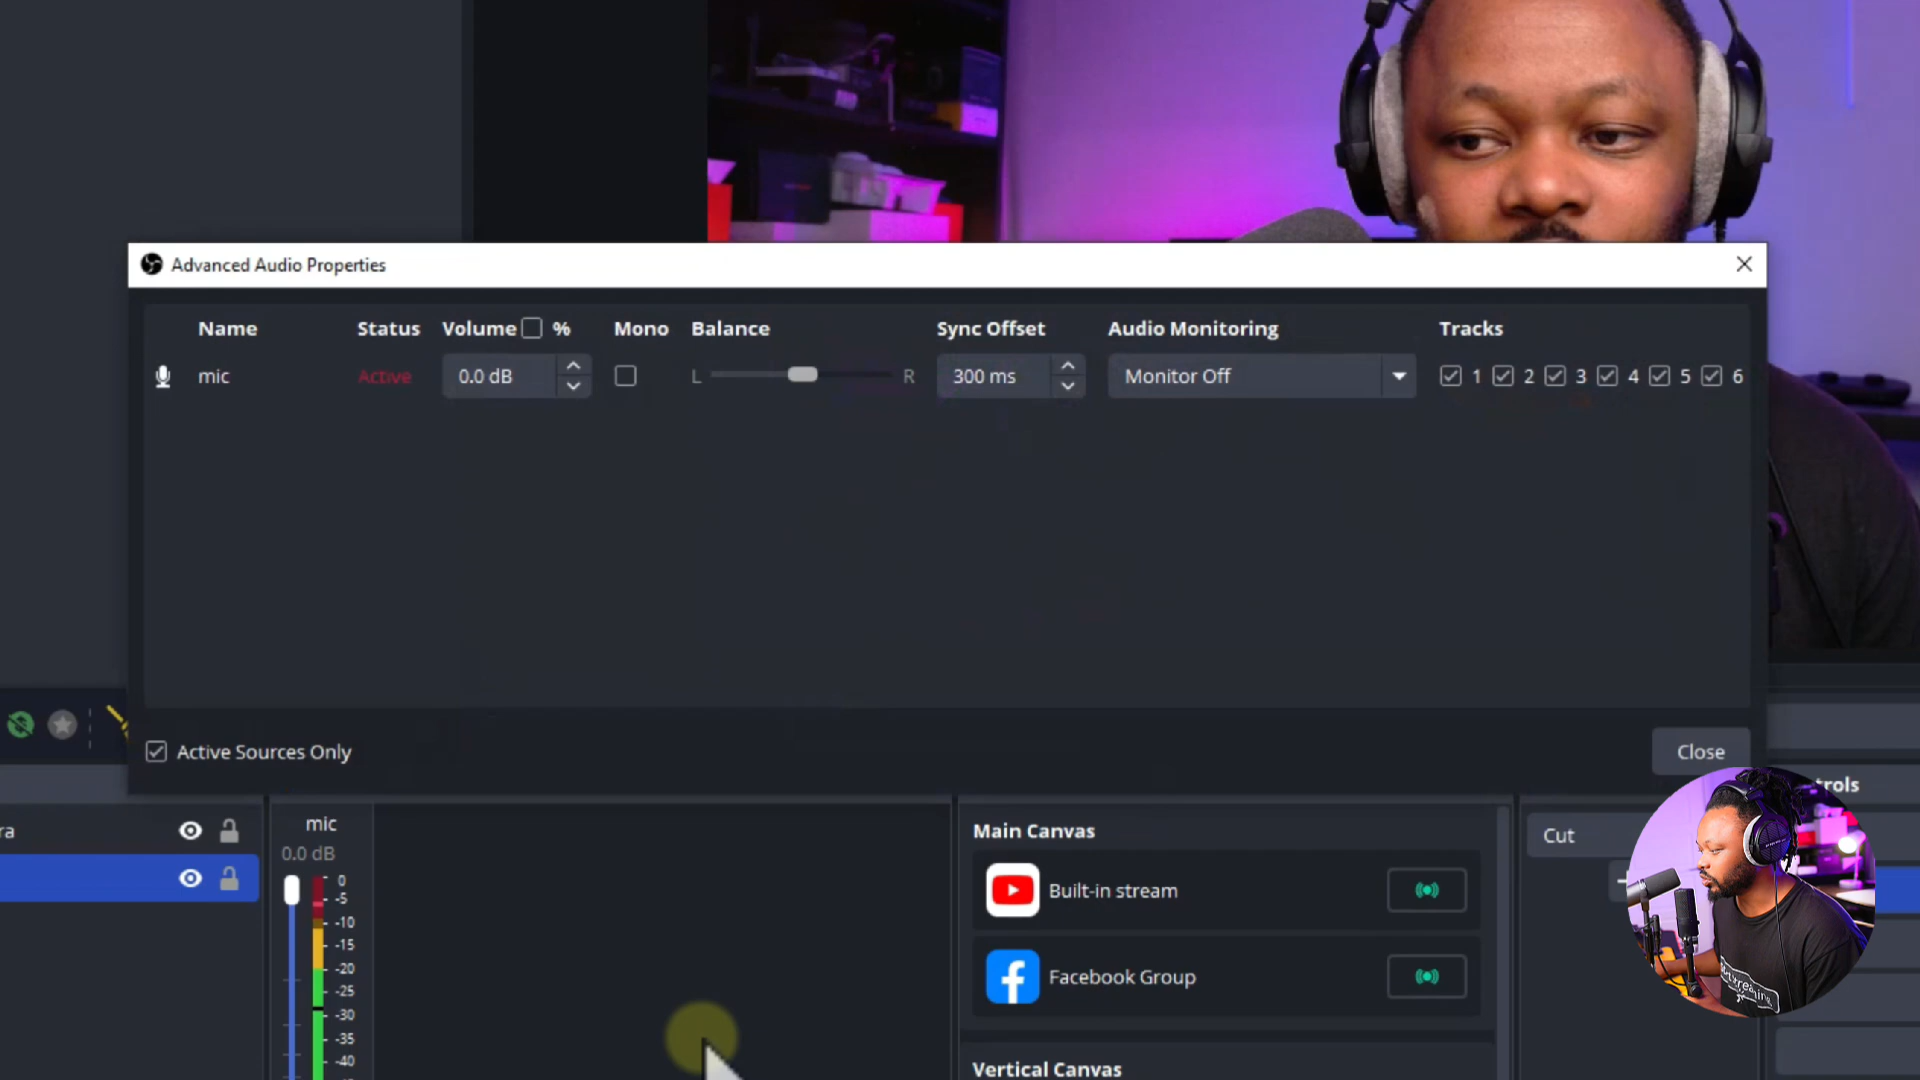 Advanced Audio Properties
Name Status Volume % Mono Balance Sync Offset Audio Monitoring Tracks
mic Active 0.0 dB L R 300 ms Monitor Off 1 2 3 4 5 6
Active Sources Only Close
ra
mic
0.0 dB
0
-5
-10
-15
-20
-25
-30
-35
-40
Main Canvas
Built-in stream
Facebook Group
Vertical Canvas
trols
Cut